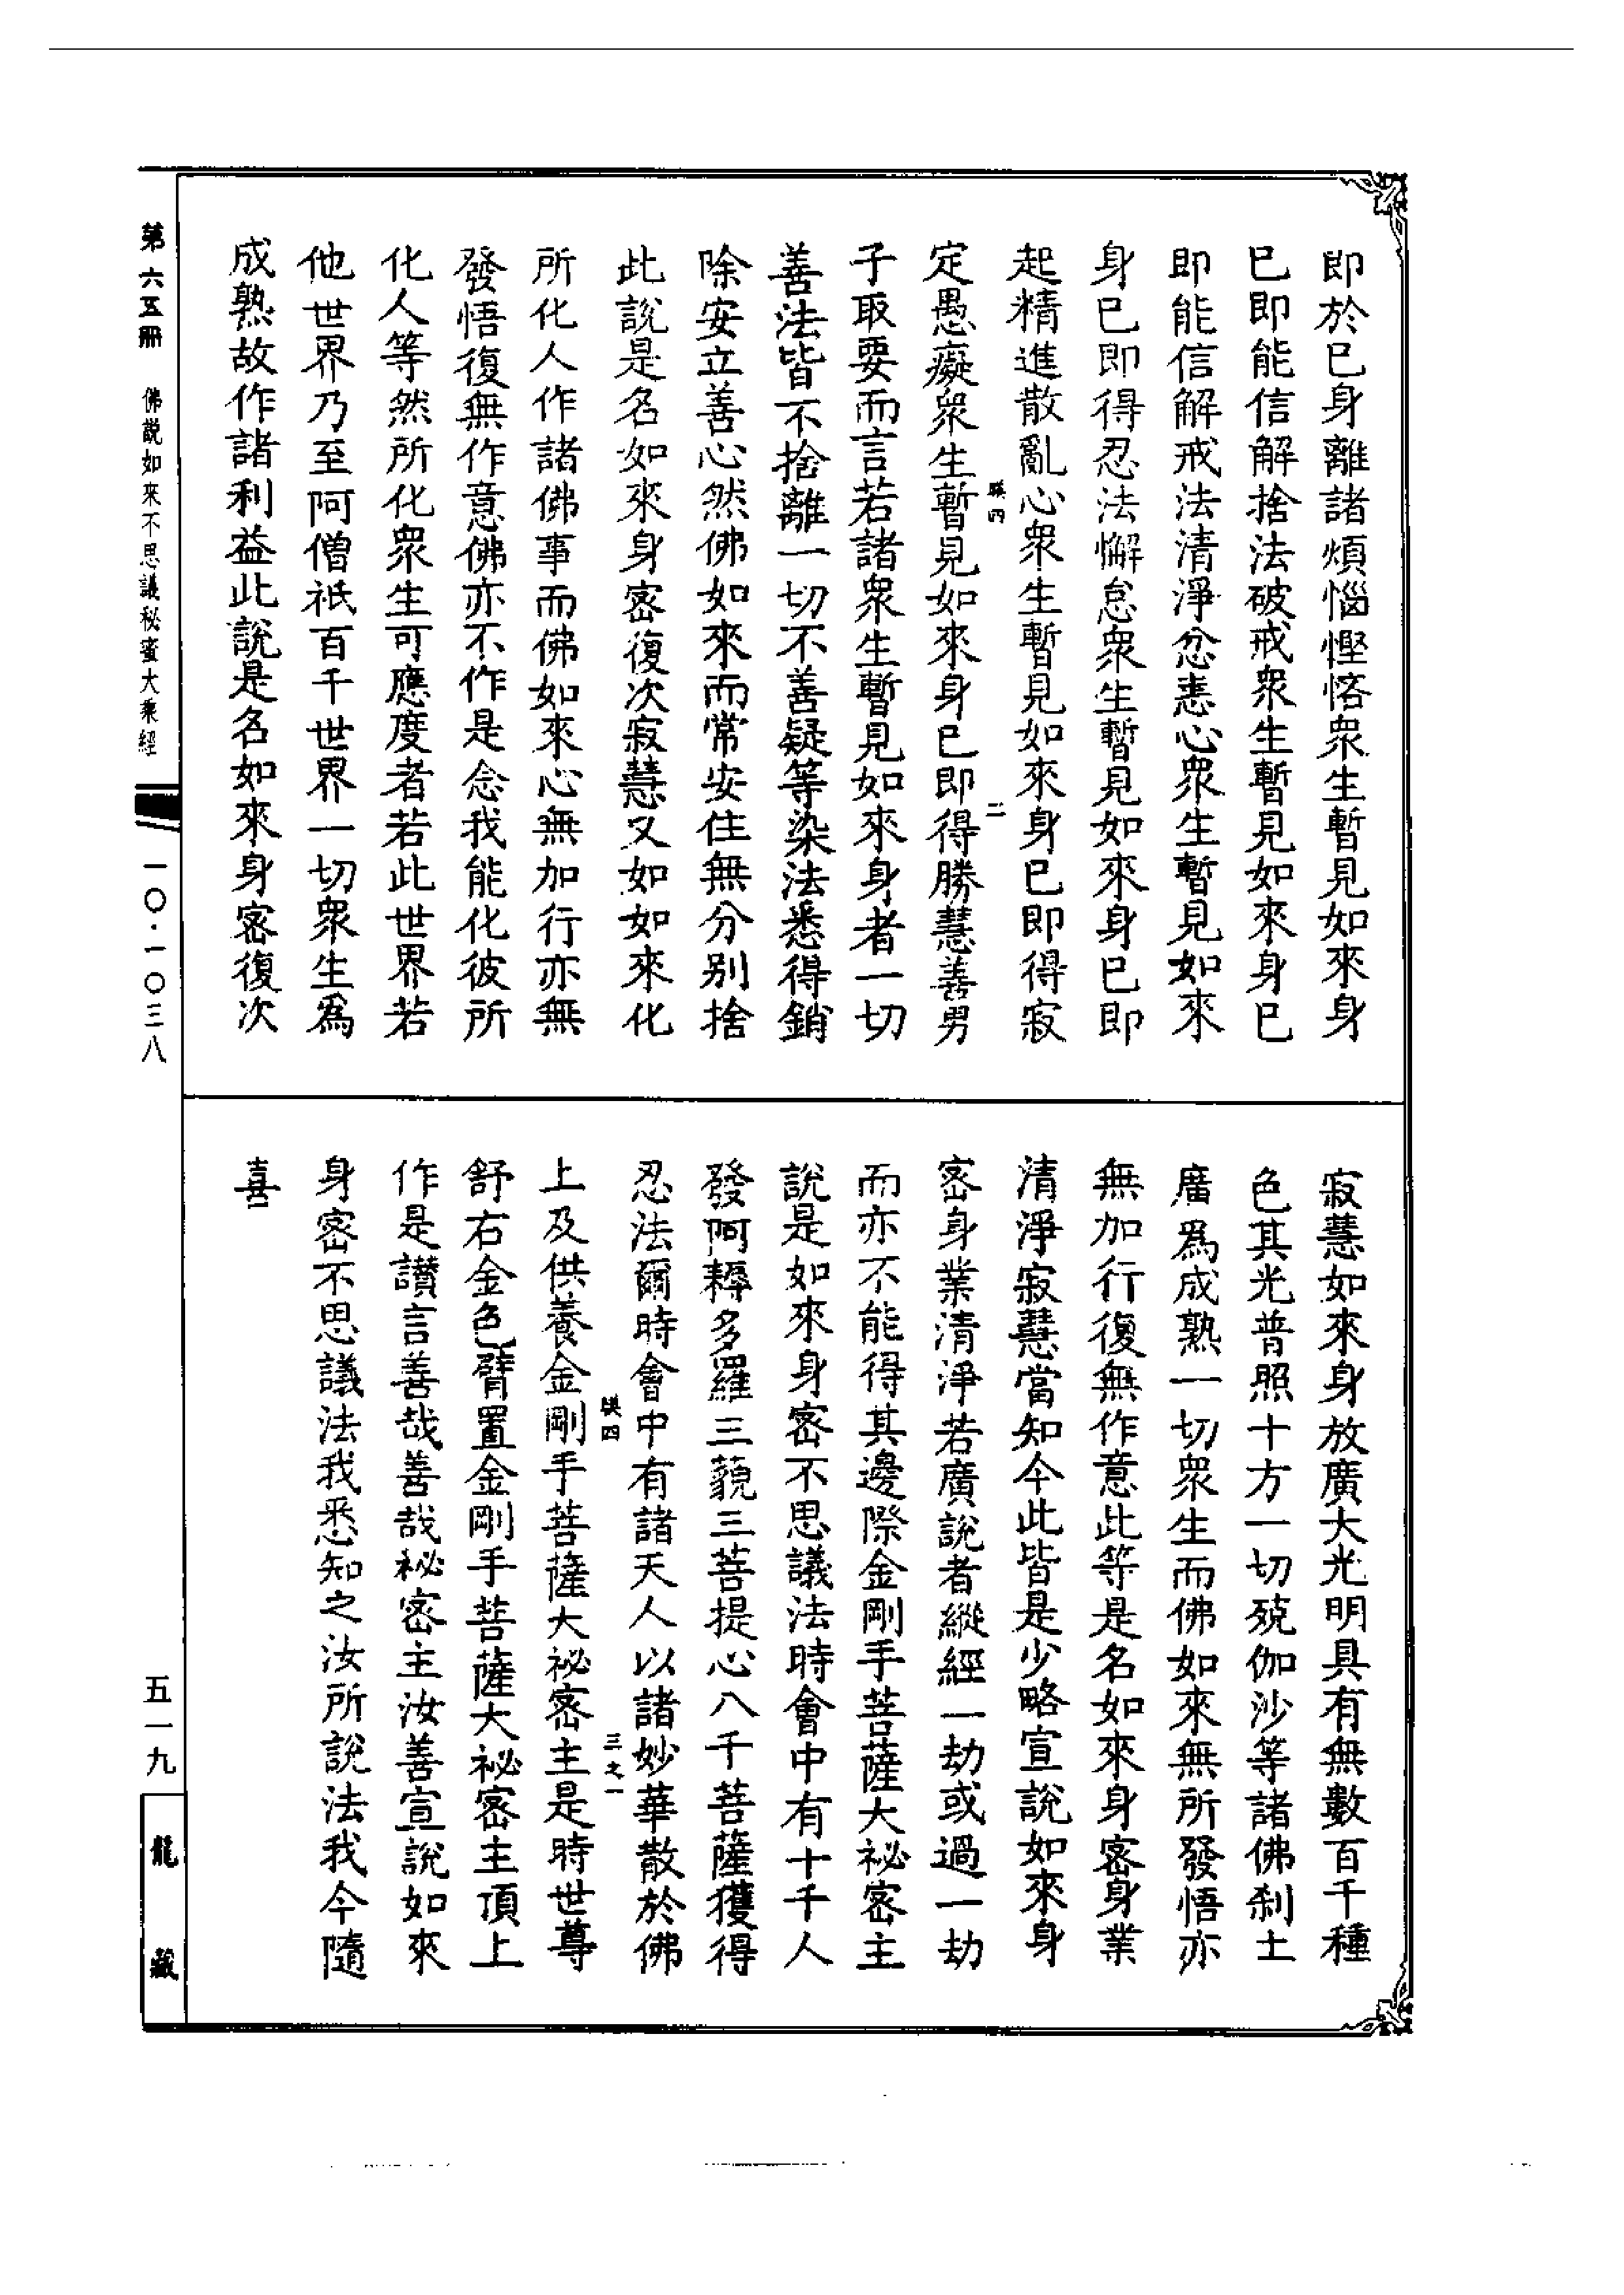 即於已身離諸煩惱慳悋衆生暫見如來身
已即能信解捨法破戒衆生暫見如來身已
即能信解戒法清淨忿恚心衆生暫見如來
身已即得忍法懈怠衆生暫見如來身已即
起精進散亂心衆生暫見如來身已即得寂
定愚癡衆生暫見如來身已即得勝慧善男
子取要而言若諸衆生暫見如來身者一切
善法皆不捨離一切不善疑等染法悉得銷
除安立善心然佛如來而常安住無分别捨
此說是名如來身密復次寂慧又如如來化
所化人作諸佛事而佛如來心無加行亦無
發悟復無作意佛亦不作是念我能化彼所
化人等然所化衆生可應度者若此世界若
他世界乃至阿僧祇百千世界一切衆生爲
成熟故作諸利益此說是名如來身密復次
寂慧如來身放廣大光明具有無數百千種
色其光普照十方一切殑伽沙等諸佛刹土
廣爲成熟一切衆生而佛如來無所發悟亦
無加行復無作意此等是名如來身密身業
清淨寂慧當知今此皆是少略宣說如來身
密身業清淨若廣說者縱經一劫或過一劫
而亦不能得其邊際金剛手菩薩大祕密主
說是如來身密不思議法時會中有十千人
發阿耨多羅三藐三菩提心八千菩薩獲得
忍法爾時會中有諸天人以諸妙華散於佛
上及供養金剛手菩薩大祕密主是時世尊
舒右金色臂置金剛手菩薩大祕密主頂上
作是讚言善哉善哉祕密主汝善宣說如來
身密不思議法我悉知之汝所說法我今隨
喜
四
二
四
三之一
第六五冊
佛説如來不思議秘蜜大乘經
一〇·一〇三八
五一九
龍藏